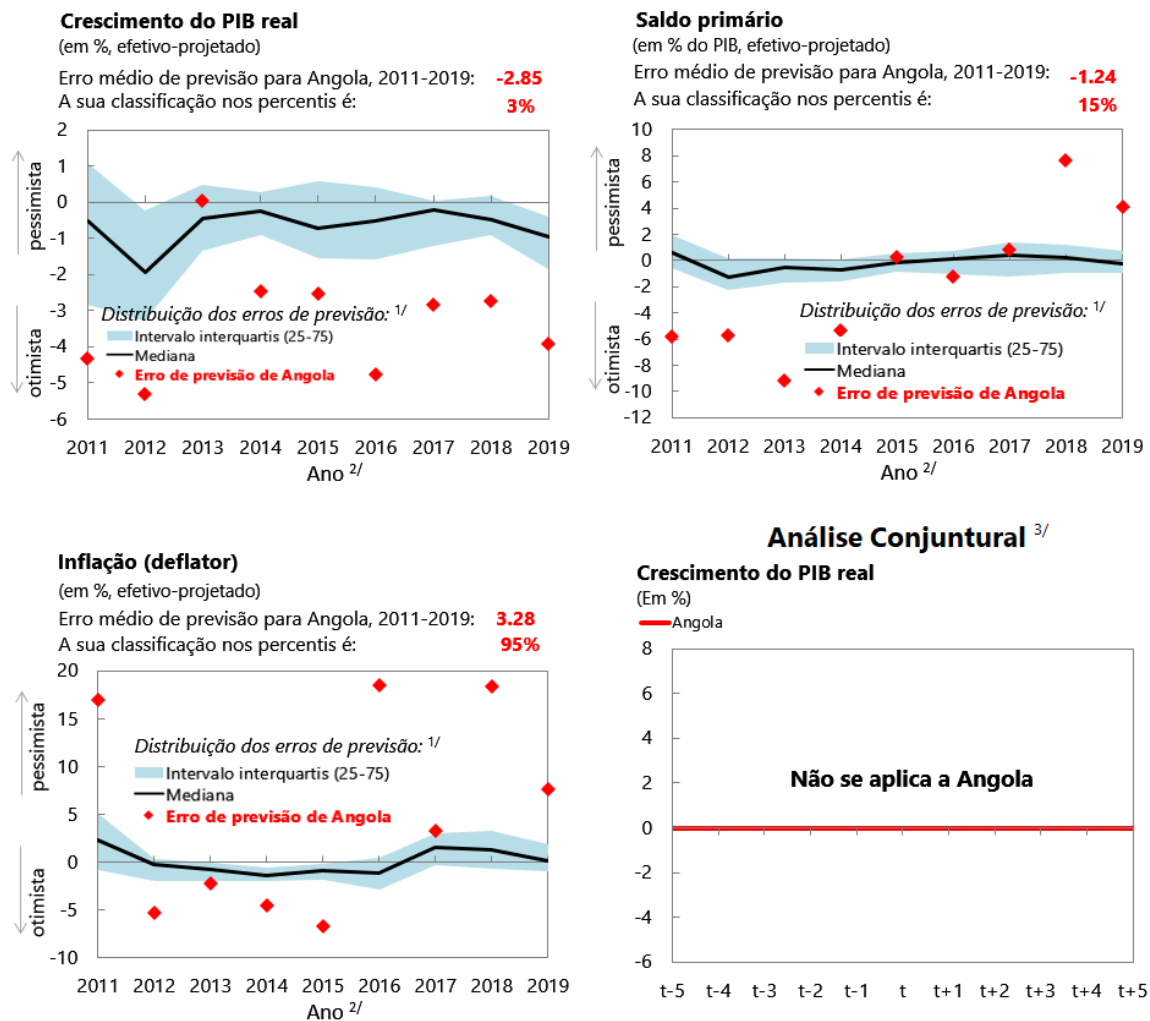 Crescimento do PIB real
(em %, efetivo-projetado)
Erro médio de previsão para Angola, 2011-2019: -2.85
A sua classificação nos percentis é: 3%
pessimista
otimista
2
1
0
-1
-2
-3
-4
-5
-6
Distribuição dos erros de previsão: 1/
Intervalo interquartis (25-75)
Mediana
Erro de previsão de Angola
2011 2012 2013 2014 2015 2016 2017 2018 2019
Ano 2/
Saldo primário
(em % do PIB, efetivo-projetado)
Erro médio de previsão para Angola, 2011-2019: -1.24
A sua classificação nos percentis é: 15%
pessimista
otimista
10
8
6
4
2
0
-2
-4
-6
-8
-10
-12
Distribuição dos erros de previsão: 1/
Intervalo interquartis (25-75)
Mediana
Erro de previsão de Angola
2011 2012 2013 2014 2015 2016 2017 2018 2019
Ano 2/
Inflação (deflator)
(em %, efetivo-projetado)
Erro médio de previsão para Angola, 2011-2019: 3.28
A sua classificação nos percentis é: 95%
pessimista
otimista
20
15
10
5
0
-5
-10
Distribuição dos erros de previsão: 1/
Intervalo interquartis (25-75)
Mediana
Erro de previsão de Angola
2011 2012 2013 2014 2015 2016 2017 2018 2019
Ano 2/
Análise Conjuntural 3/
Crescimento do PIB real
(Em %)
Angola
8
6
4
2
0
-2
-4
-6
Não se aplica a Angola
t-5 t-4 t-3 t-2 t-1 t t+1 t+2 t+3 t+4 t+5